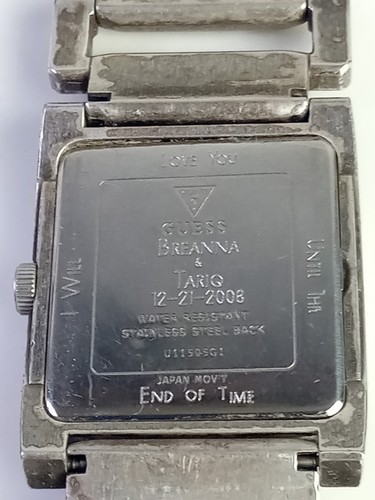 I WILL
LOVE YOU
UNTIL THE
END OF TIME
GUESS
BREANNA
&
TARIQ
12-21-2008
WATER RESISTANT
STAINLESS STEEL BACK
U11595G1
JAPAN MOV'T